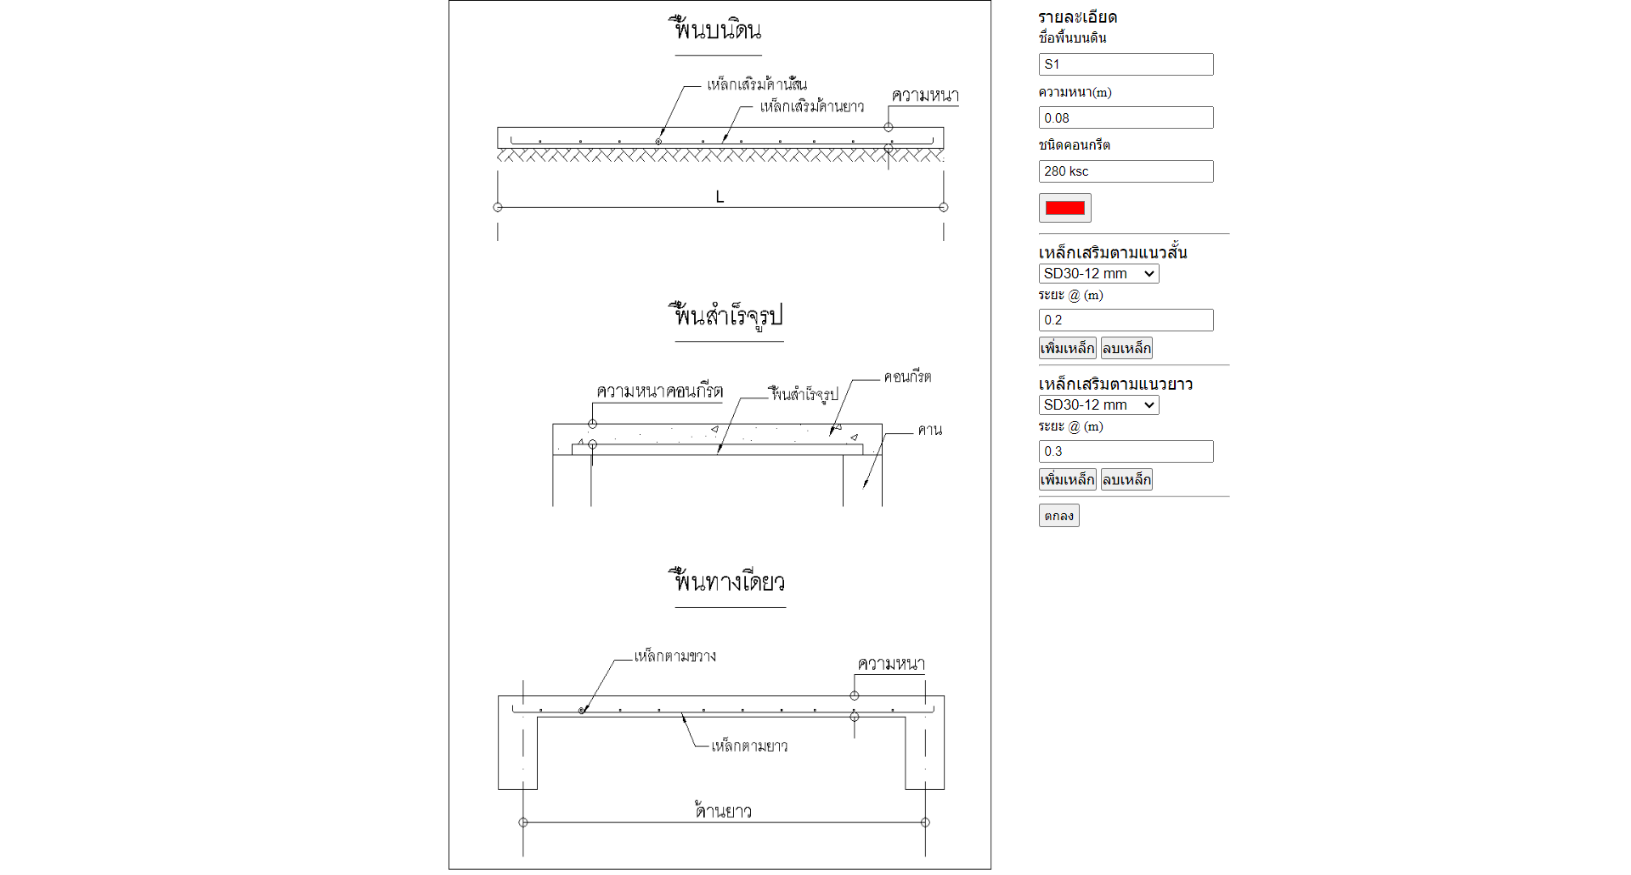 พื้นบนดิน
เหล็กเสริมด้านสั้น
เหล็กเสริมด้านยาว
ความหนา
L
พื้นสำเร็จรูป
ความหนาคอนกรีต
พื้นสำเร็จรูป
คอนกรีต
คาน
พื้นทางเดียว
เหล็กตามขวาง
ความหนา
เหล็กตามยาว
ด้านยาว
รายละเอียด
ชื่อพื้นบนดิน
S1
ความหนา(m)
0.08
ชนิดคอนกรีต
280 ksc
เหล็กเสริมตามแนวสั้น
SD30-12 mm
ระยะ @ (m)
0.2
เพิ่มเหล็ก ลบเหล็ก
เหล็กเสริมตามแนวยาว
SD30-12 mm
ระยะ @ (m)
0.3
เพิ่มเหล็ก ลบเหล็ก
ตกลง